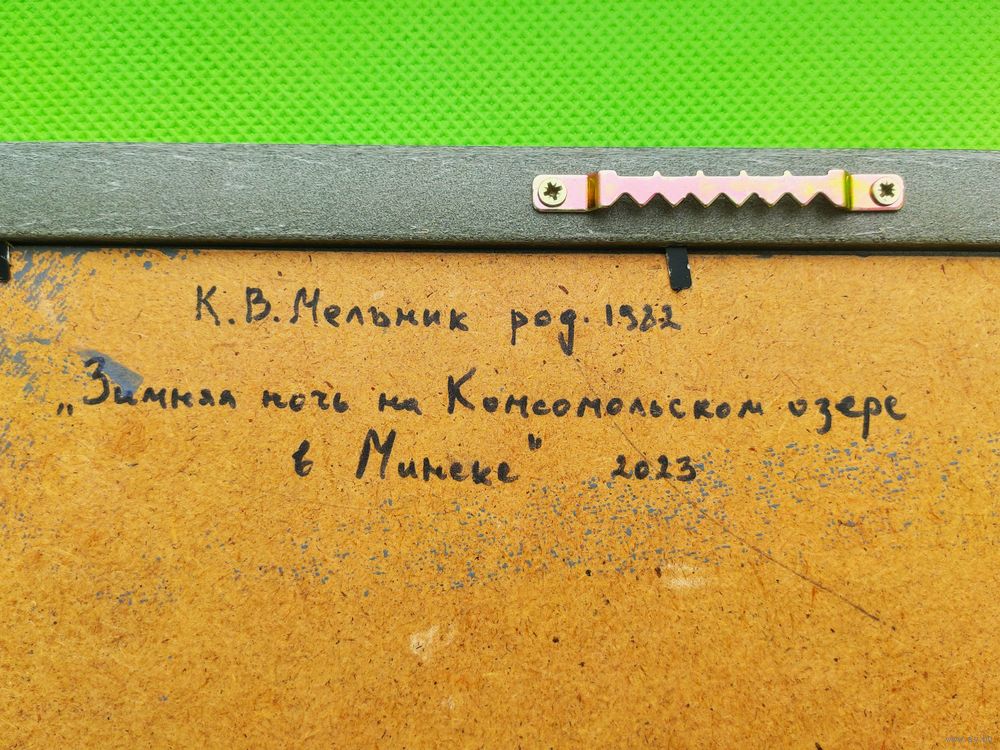 К.В. Мельник род. 1982
„Зимняя ночь на Комсомольском озере
в Минске" 2023